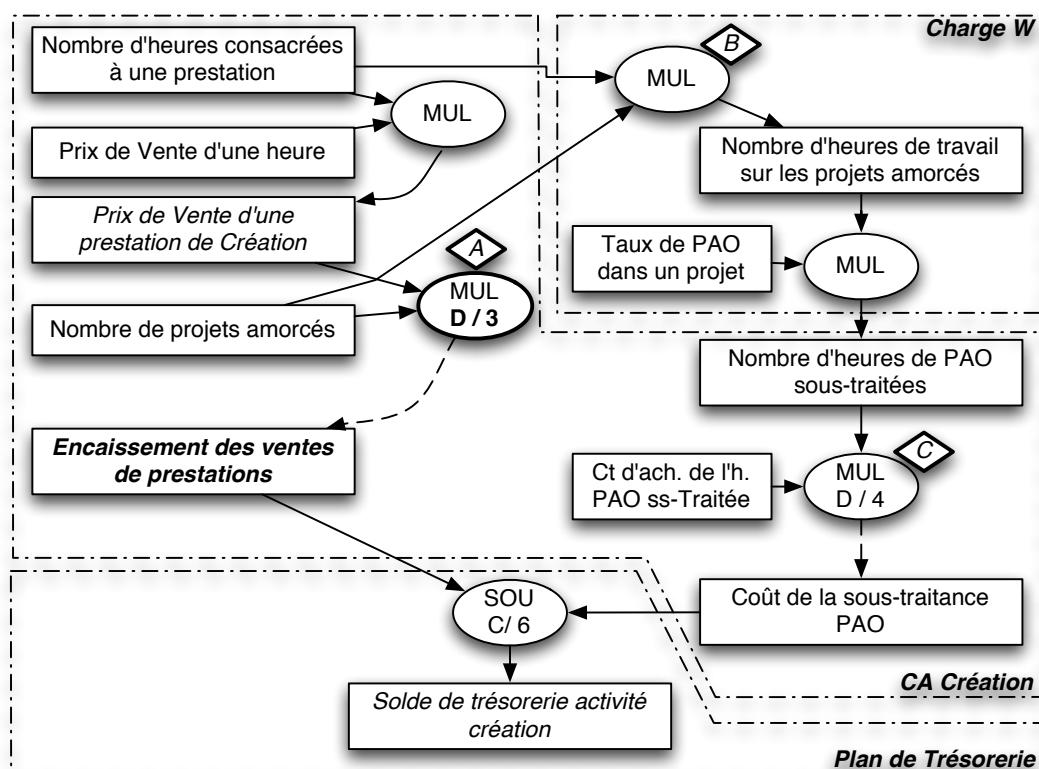 Nombre d'heures consacrées
à une prestation
MUL
Prix de Vente d'une heure
Prix de Vente d'une
prestation de Création
A
MUL
D / 3
Nombre de projets amorcés
Encaissement des ventes
de prestations
Charge W
B
MUL
Nombre d'heures de travail
sur les projets amorcés
Taux de PAO
dans un projet
MUL
Nombre d'heures de PAO
sous-traitées
C
Ct d'ach. de l'h.
PAO ss-Traitée
MUL
D / 4
Coût de la sous-traitance
PAO
SOU
C/ 6
CA Création
Solde de trésorerie activité
création
Plan de Trésorerie